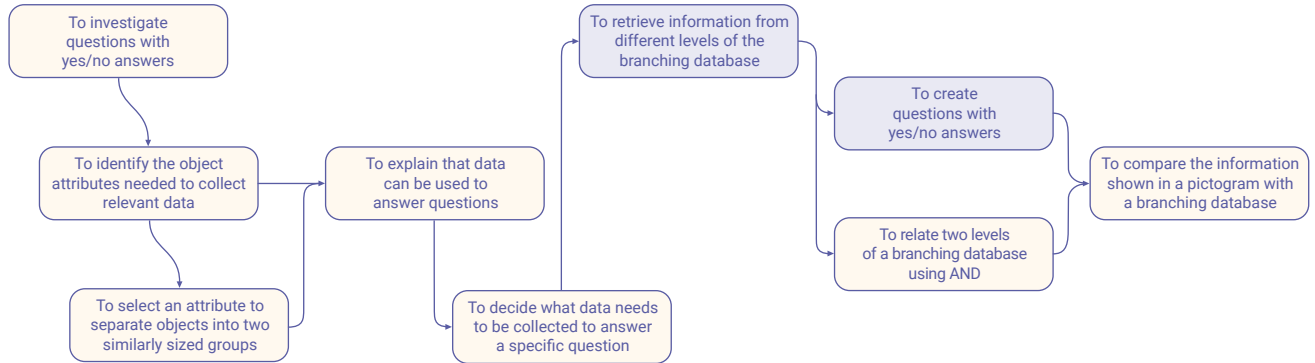 To investigate
questions with
yes/no answers
To identify the object
attributes needed to collect
relevant data
To select an attribute to
separate objects into two
similarly sized groups
To explain that data
can be used to
answer questions
To decide what data needs
to be collected to answer
a specific question
To retrieve information from
different levels of the
branching database
To create
questions with
yes/no answers
To relate two levels
of a branching database
using AND
To compare the information
shown in a pictogram with
a branching database